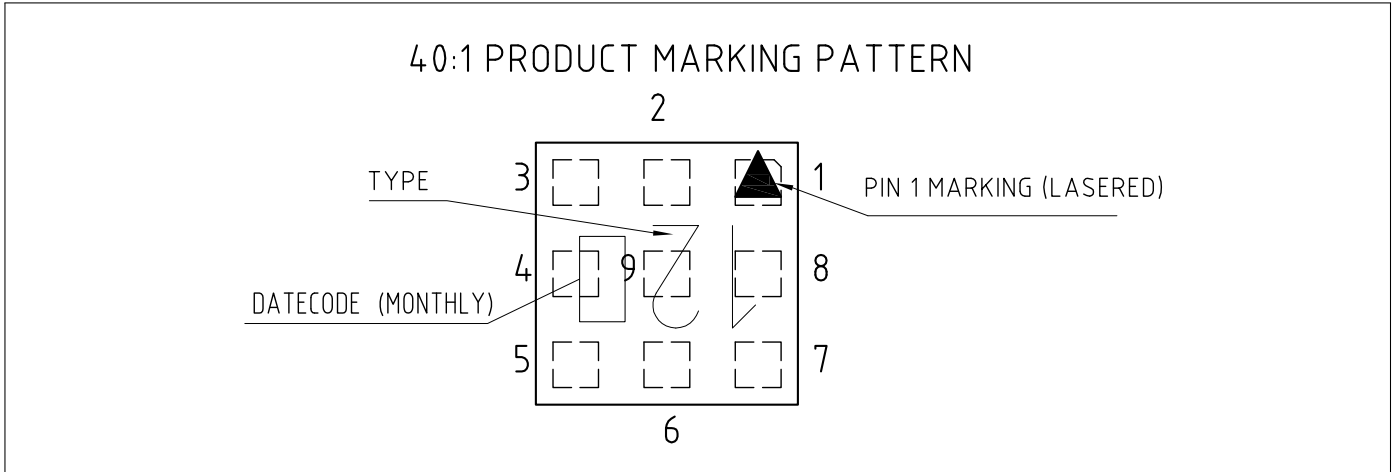 40:1 PRODUCT MARKING PATTERN
2
TYPE
3
1
PIN 1 MARKING (LASERED)
4
9
12
8
DATECODE (MONTHLY)
5
7
6